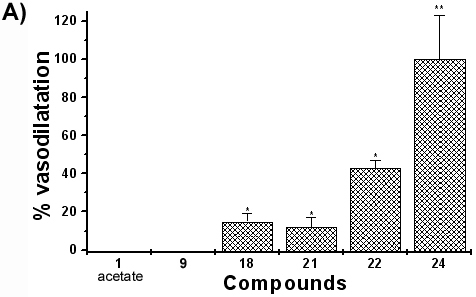 A)
% vasodilatation
120
100
80
60
40
20
0
* * * **
1 9 18 21 22 24
acetate
Compounds